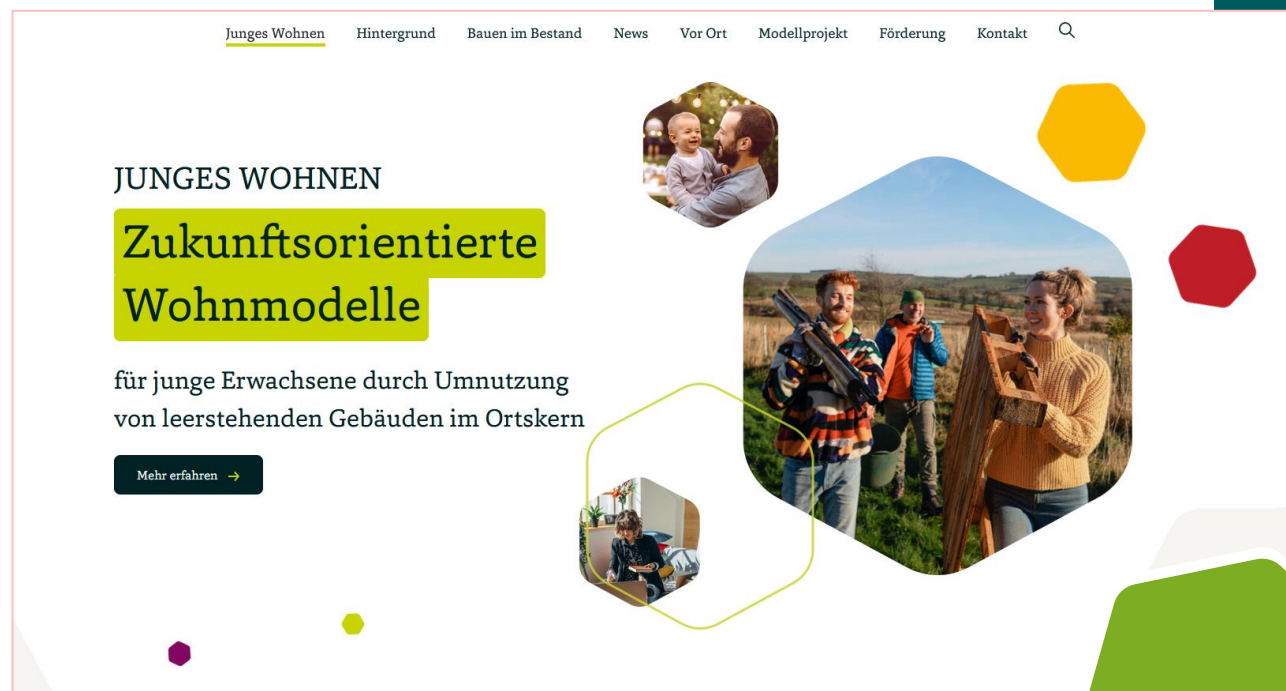 Junges Wohnen Hintergrund Bauen im Bestand News Vor Ort Modellprojekt Förderung Kontakt
JUNGES WOHNEN
Zukunftsorientierte
Wohnmodelle
für junge Erwachsene durch Umnutzung
von leerstehenden Gebäuden im Ortskern
Mehr erfahren →